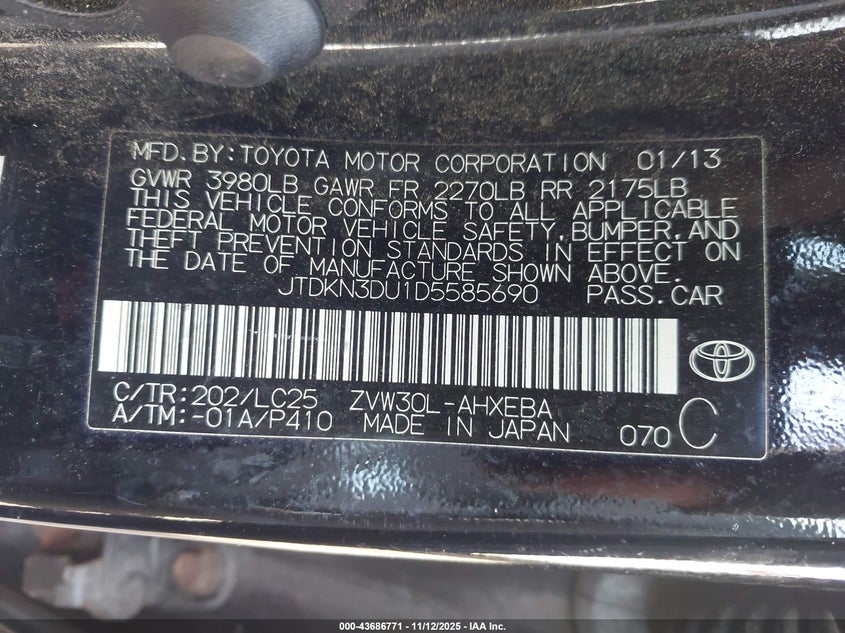 MFD.BY:TOYOTA MOTOR CORPORATION 01/13
GVWR 3980LB GAWR FR 2270LB RR 2175LB
THIS VEHICLE CONFORMS TO ALL APPLICABLE
FEDERAL MOTOR VEHICLE SAFETY,BUMPER,AND
THEFT PREVENTION STANDARDS IN EFFECT ON
THE DATE OF MANUFACTURE SHOWN ABOVE.
JTDKN3DU1D5585690 PASS.CAR
C/TR:202/LC25 ZVW30L-AHXEBA
A/TM:-01A/P410 MADE IN JAPAN 070 C
000-43686771 - 11/12/2025 - IAA Inc.